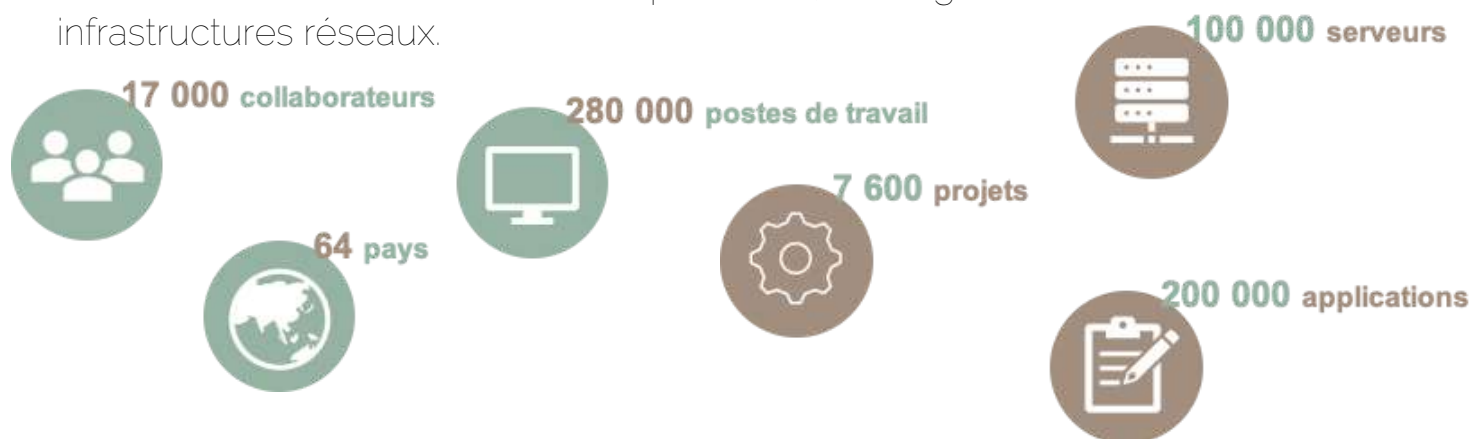 infrastructures réseaux.
100 000 serveurs
17 000 collaborateurs
280 000 postes de travail
7 600 projets
64 pays
200 000 applications